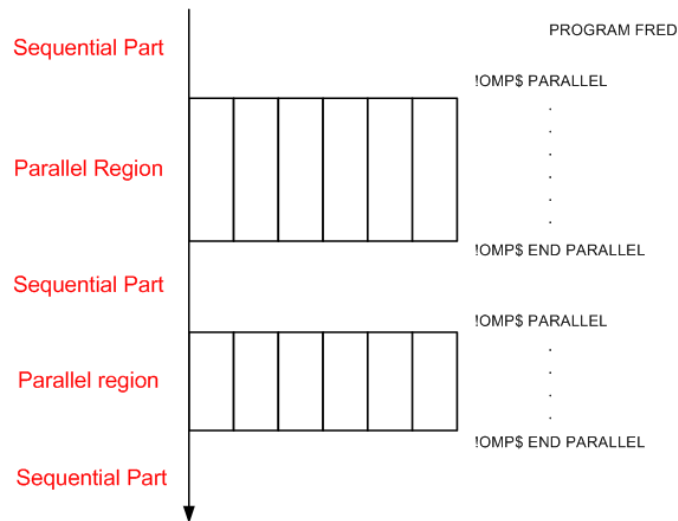 PROGRAM FRED
Sequential Part
!OMP$ PARALLEL
.
.
.
.
.
Parallel Region
!OMP$ END PARALLEL
Sequential Part
!OMP$ PARALLEL
.
.
.
.
Parallel region
!OMP$ END PARALLEL
Sequential Part